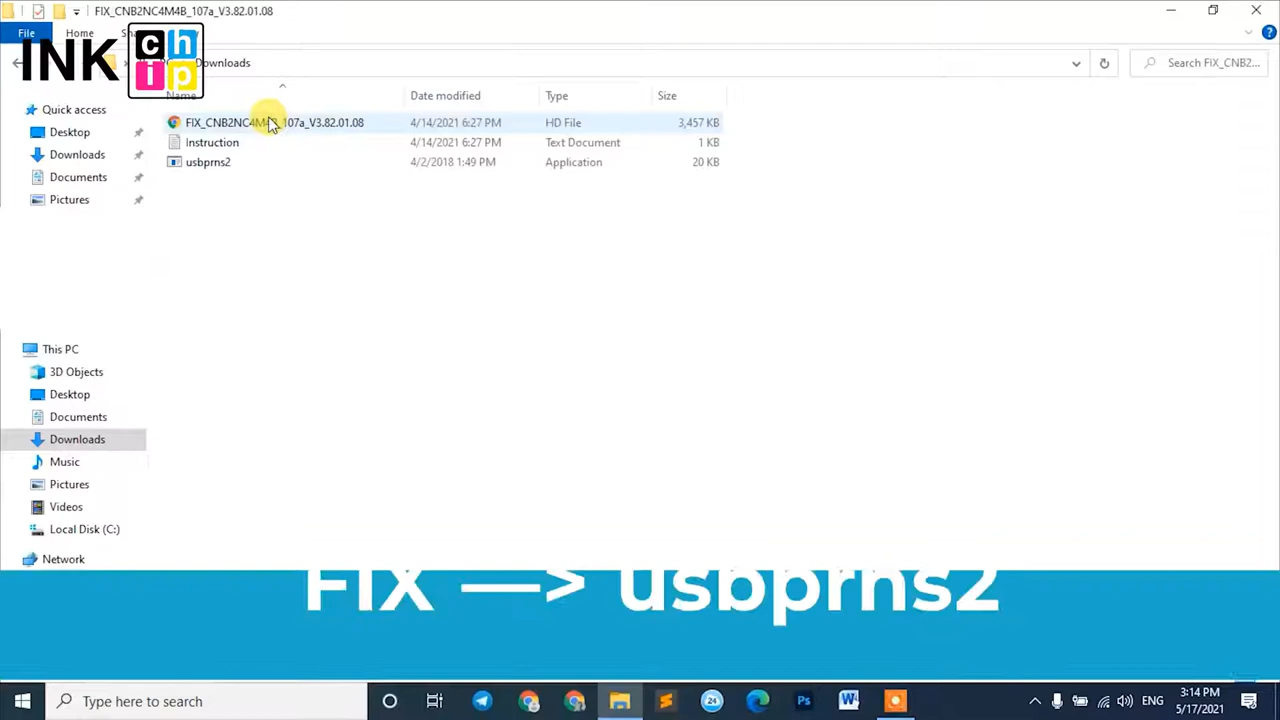 FIX_CNB2NC4M4B_107a_V3.82.01.08
File
Home
INK chip
Downloads
Search FIX_CNB2...
Name
Date modified
Type
Size
Quick access
Desktop
Downloads
Documents
Pictures
FIX_CNB2NC4M4B_107a_V3.82.01.08 4/14/2021 6:27 PM HD File 3,457 KB
Instruction 4/14/2021 6:27 PM Text Document 1 KB
usbprns2 4/2/2018 1:49 PM Application 20 KB
This PC
3D Objects
Desktop
Documents
Downloads
Music
Pictures
Videos
Local Disk (C:)
Network
FIX —> usbprns2
Type here to search
24
Ps
W
ENG
3:14 PM
5/17/2021